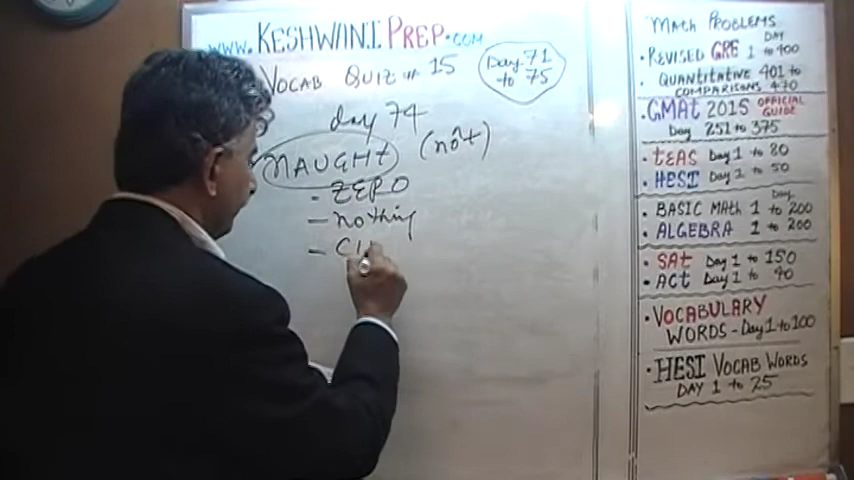 www.KESHWANIPREP.com
VOCAB QUIZ # 15
Day 71
to 75
day 74
NAUGHT (nôt)
- ZERO
- nothing
- CI
MATH PROBLEMS
DAY
• REVISED GRE 1 to 400
• QUANTITATIVE 401 to
COMPARISONS 470
• GMAT 2015 OFFICIAL GUIDE
Day 251 to 375
• TEAS Day 1 to 80
• HESI Day 1 to 50
Day
• BASIC MATH 1 to 200
• ALGEBRA 1 to 200
• SAT Day 1 to 150
• ACT Day 1 to 40
• VOCABULARY
WORDS - Day 1 to 100
• HESI VOCAB WORDS
DAY 1 to 25